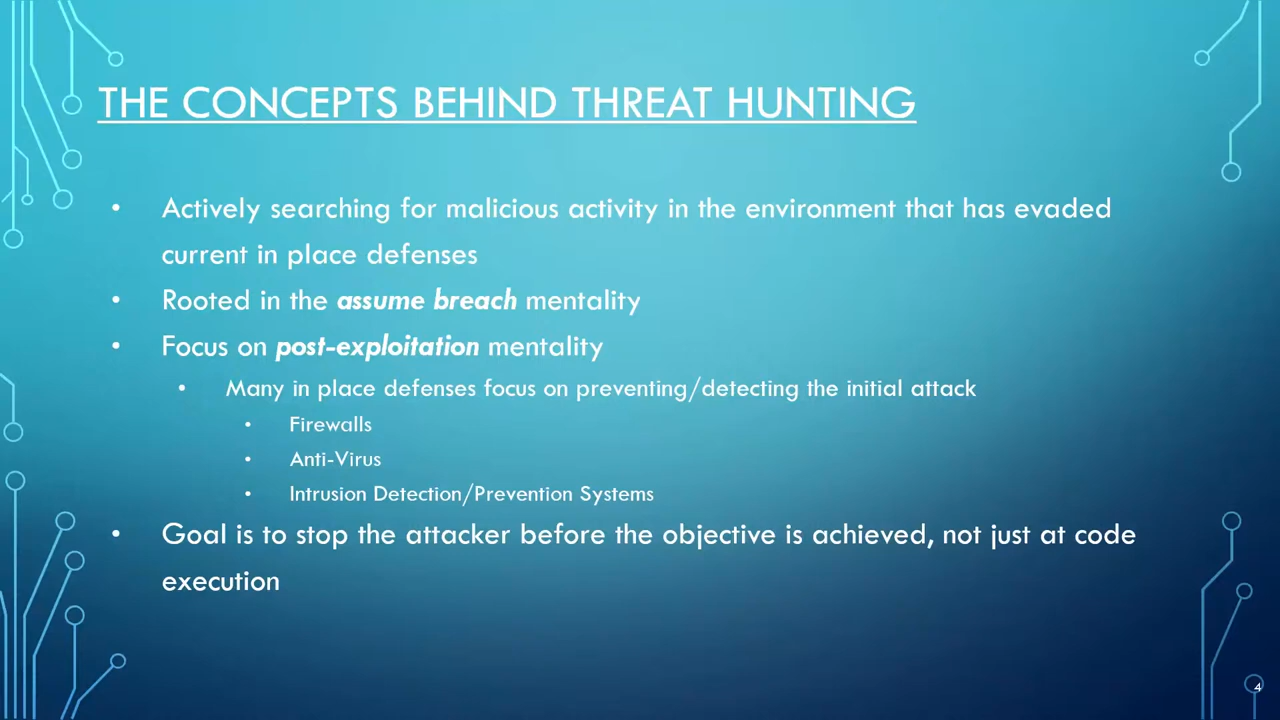 THE CONCEPTS BEHIND THREAT HUNTING
• Actively searching for malicious activity in the environment that has evaded
current in place defenses
• Rooted in the assume breach mentality
• Focus on post-exploitation mentality
• Many in place defenses focus on preventing/detecting the initial attack
• Firewalls
• Anti-Virus
• Intrusion Detection/Prevention Systems
• Goal is to stop the attacker before the objective is achieved, not just at code
execution
4